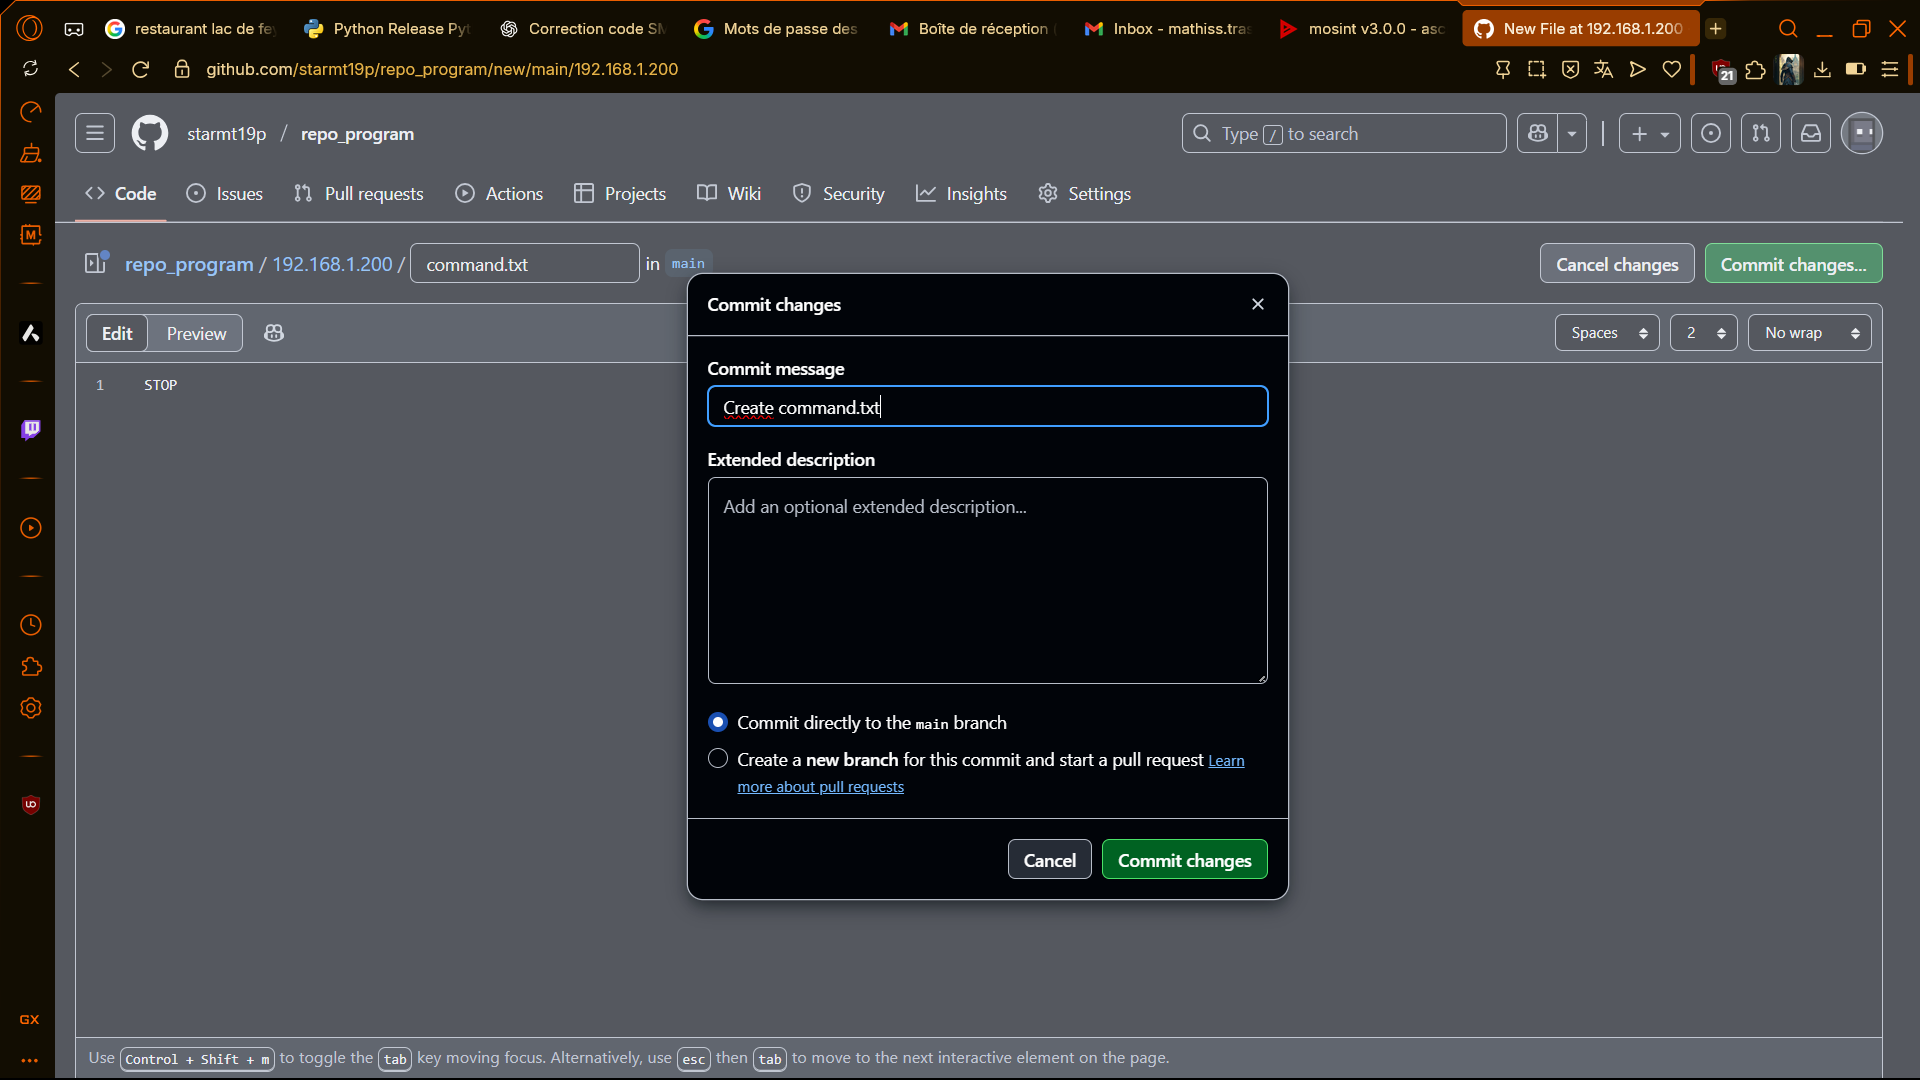 restaurant lac de fe
Python Release Pyt
Correction code SM
Mots de passe des
Boîte de réception
Inbox - mathiss.tras
mosint v3.0.0 - asc
New File at 192.168.1.200
github.com/starmt19p/repo_program/new/main/192.168.1.200
21
starmt19p / repo_program
Type / to search
Code
Issues
Pull requests
Actions
Projects
Wiki
Security
Insights
Settings
repo_program / 192.168.1.200 / command.txt in main
Cancel changes
Commit changes...
Edit
Preview
Spaces
2
No wrap
1 STOP
Commit changes
Commit message
Create command.txt
Extended description
Add an optional extended description...
Commit directly to the main branch
Create a new branch for this commit and start a pull request Learn
more about pull requests
Cancel
Commit changes
GX
Use Control + Shift + m to toggle the tab key moving focus. Alternatively, use esc then tab to move to the next interactive element on the page.